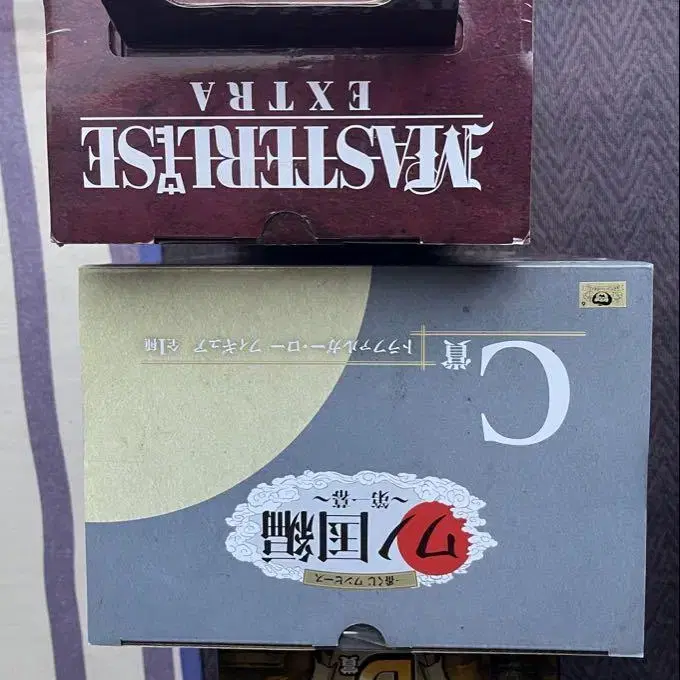 MASTERLISE
EXTRA
一番くじ ワンピース
ワノ国編
～第一幕～
C賞
トラファルガー・ロー フィギュア 全1種